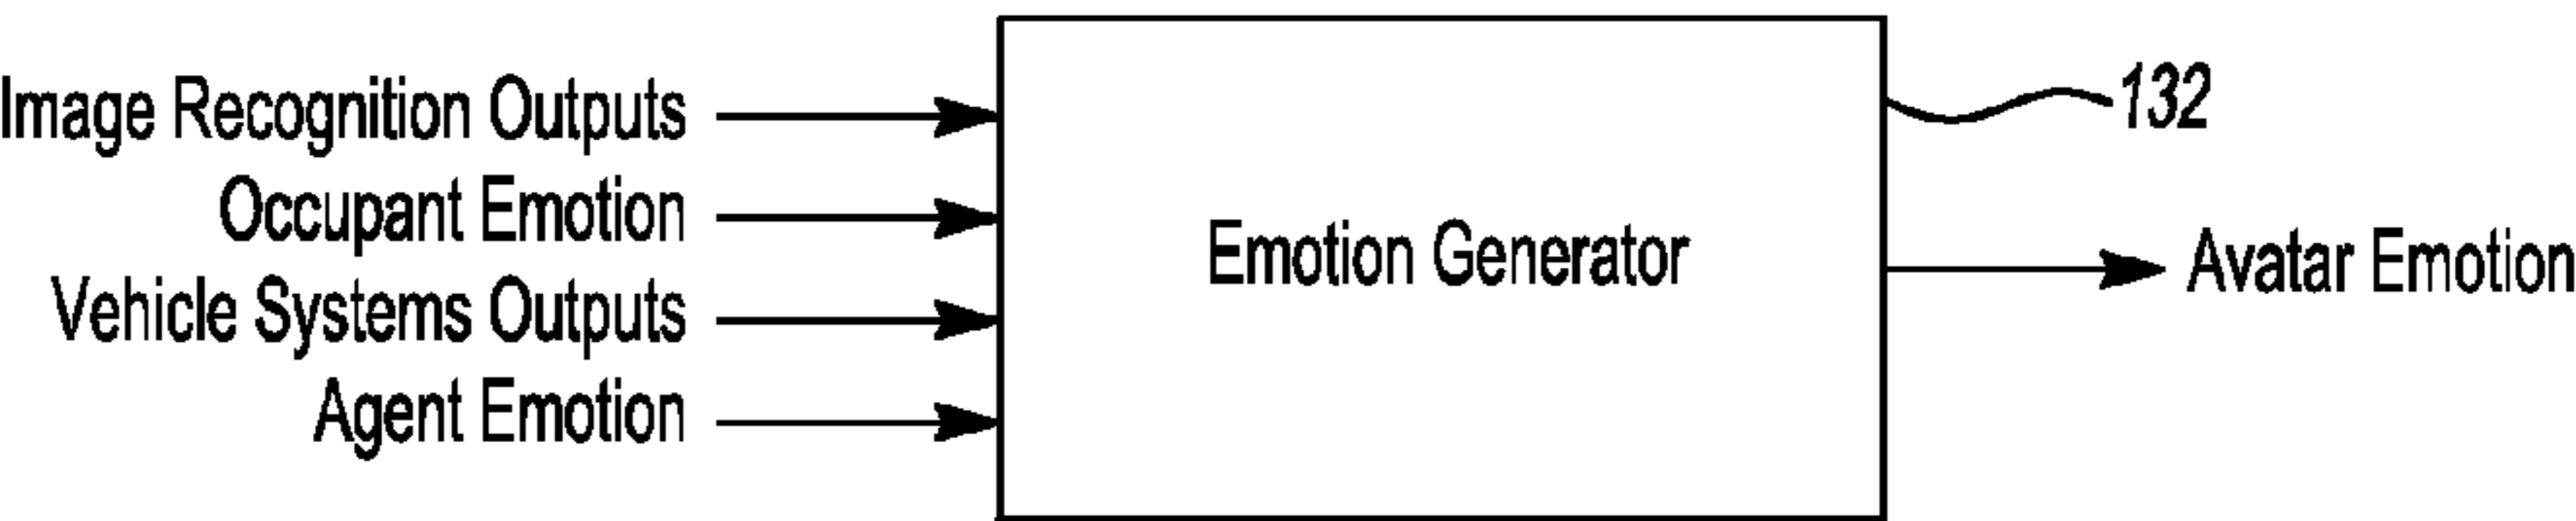 Image Recognition Outputs
Occupant Emotion
Vehicle Systems Outputs
Agent Emotion
Emotion Generator
132
Avatar Emotion